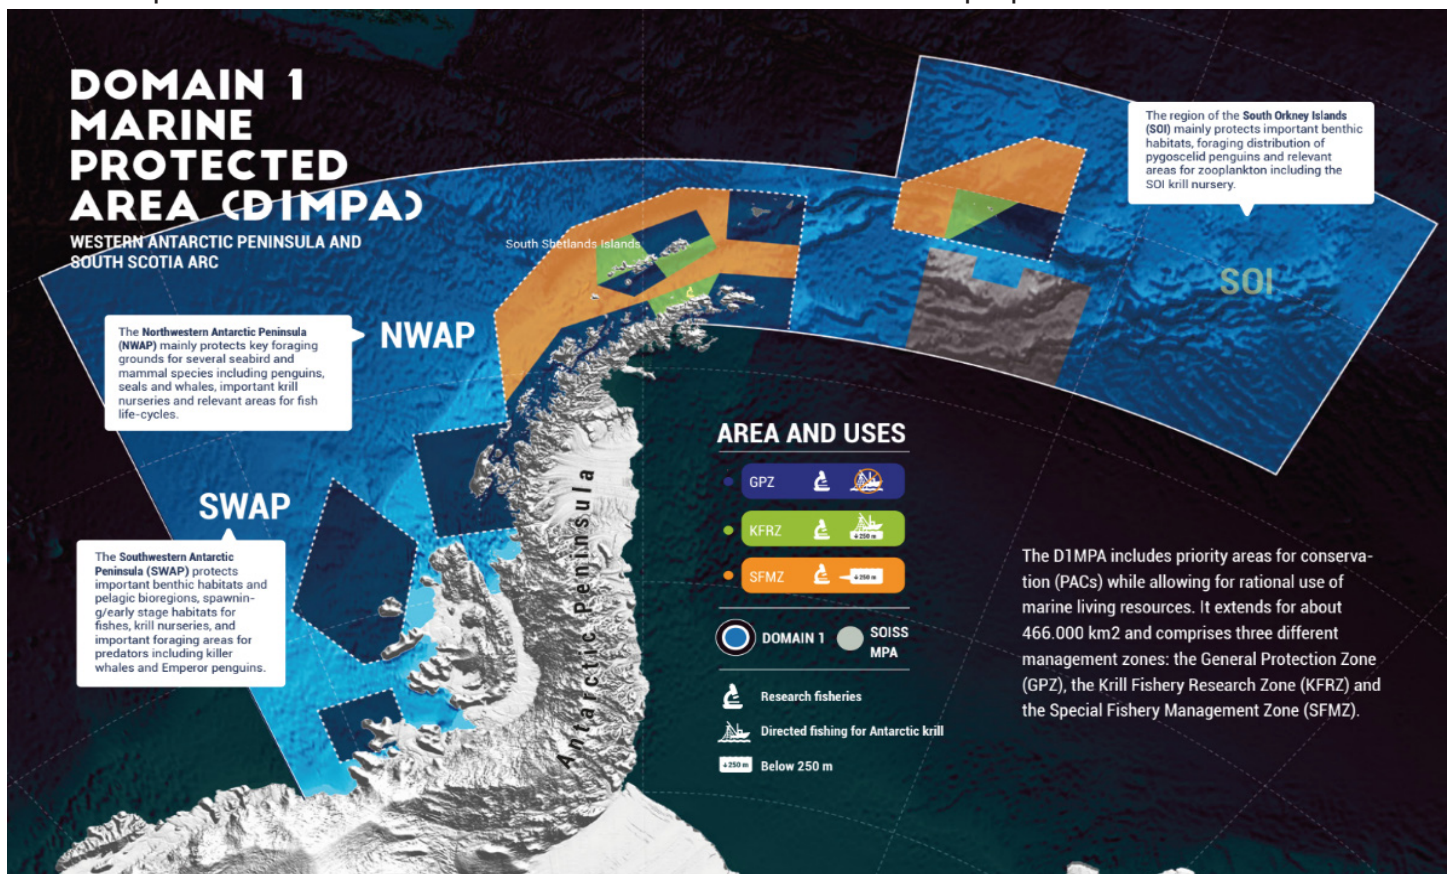 DOMAIN 1
MARINE
PROTECTED
AREA (D1MPA)
WESTERN ANTARCTIC PENINSULA AND
SOUTH SCOTIA ARC
The region of the South Orkney Islands
(SOI) mainly protects important benthic
habitats, foraging distribution of
pygoscelid penguins and relevant
areas for zooplankton including the
SOI krill nursery.
South Shetlands Islands
SOI
The Northwestern Antarctic Peninsula
(NWAP) mainly protects key foraging
grounds for several seabird and
mammal species including penguins,
seals and whales, important krill
nurseries and relevant areas for fish
life-cycles.
NWAP
SWAP
The Southwestern Antarctic
Peninsula (SWAP) protects
important benthic habitats and
pelagic bioregions, spawnin-
g/early stage habitats for
fishes, krill nurseries, and
important foraging areas for
predators including killer
whales and Emperor penguins.
Antarctic Peninsula
AREA AND USES
GPZ
KFRZ
↓250 m
SFMZ
↓250 m
DOMAIN 1
SOISS
MPA
Research fisheries
Directed fishing for Antarctic krill
↓250 m
Below 250 m
The D1MPA includes priority areas for conserva-
tion (PACs) while allowing for rational use of
marine living resources. It extends for about
466.000 km2 and comprises three different
management zones: the General Protection Zone
(GPZ), the Krill Fishery Research Zone (KFRZ) and
the Special Fishery Management Zone (SFMZ).